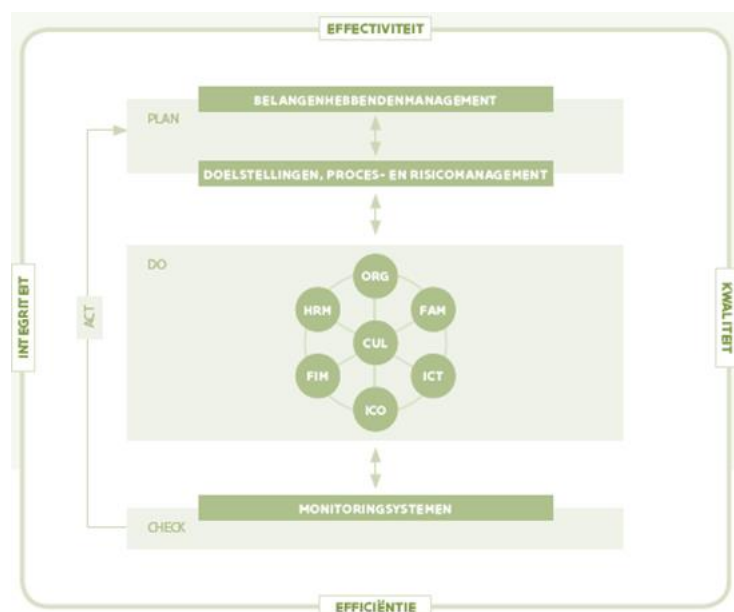 EFFECTIVITEIT
BELANGENHEBBENDENMANAGEMENT
PLAN
DOELSTELLINGEN, PROCES- EN RISICOMANAGEMENT
DO
ORG
HRM
FAM
CUL
FIM
ICT
ICO
INTEGRITEIT
ACT
KWALITEIT
MONITORINGSYSTEMEN
CHECK
EFFICIËNTIE